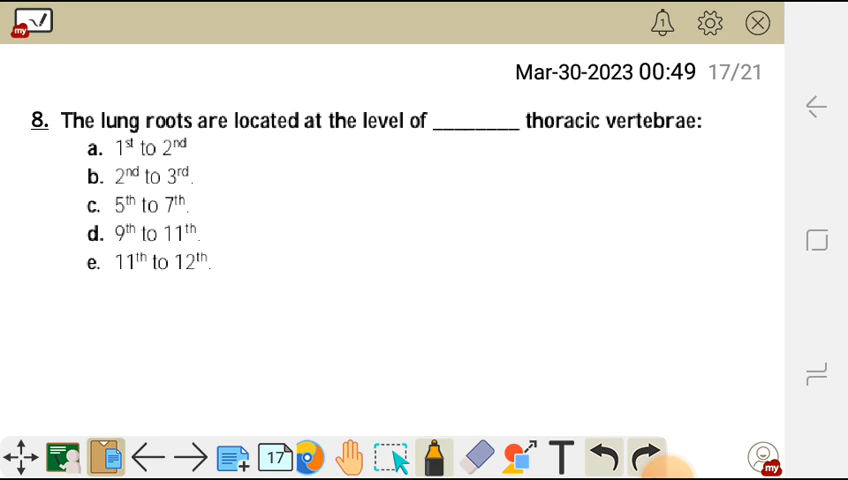 my
1
Mar-30-2023 00:49 17/21
8. The lung roots are located at the level of ________ thoracic vertebrae:
a. 1st to 2nd
b. 2nd to 3rd.
c. 5th to 7th.
d. 9th to 11th.
e. 11th to 12th.
17 T my